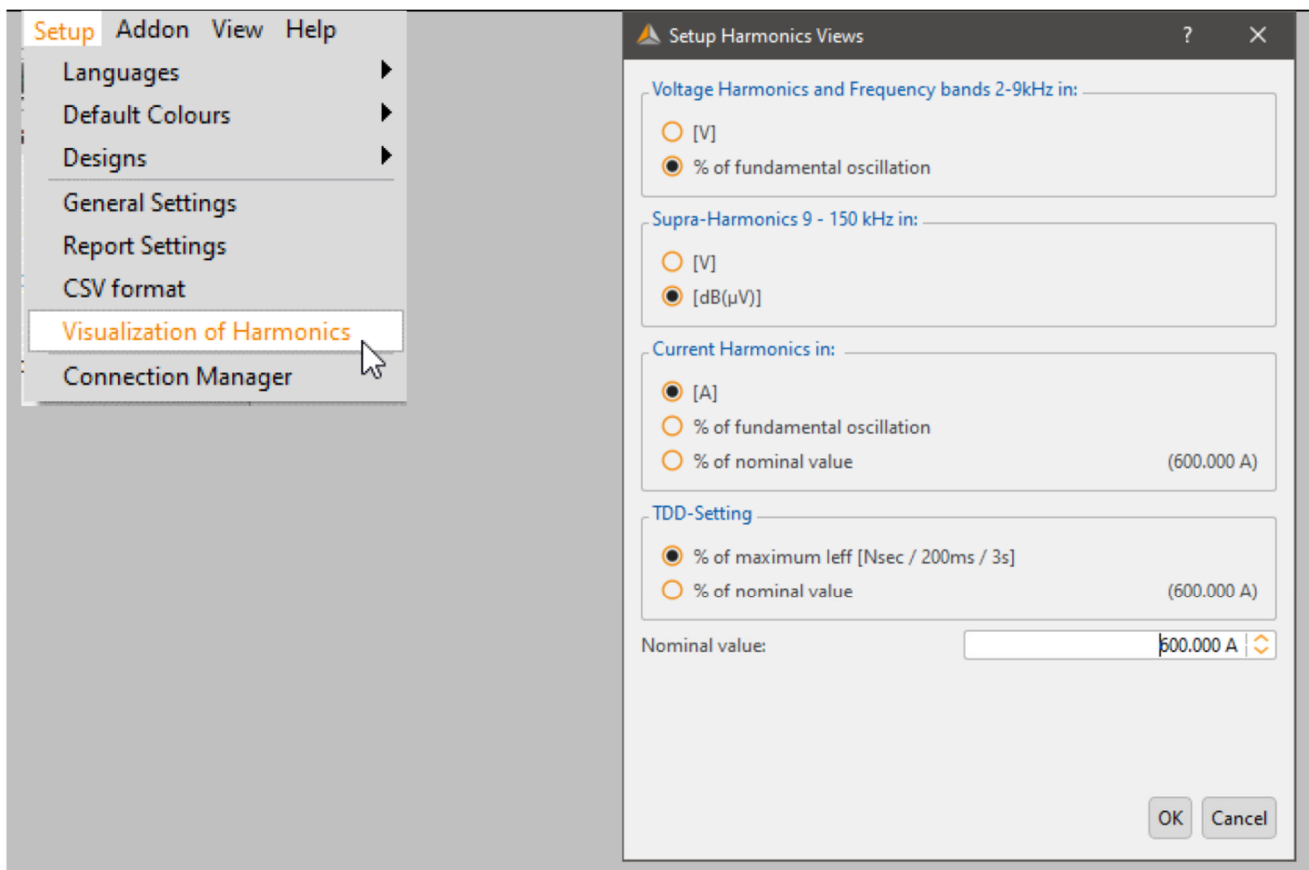 Setup Addon View Help
Languages
Default Colours
Designs
General Settings
Report Settings
CSV format
Visualization of Harmonics
Connection Manager
Setup Harmonics Views ?
Voltage Harmonics and Frequency bands 2-9kHz in:
[V]
% of fundamental oscillation
Supra-Harmonics 9 - 150 kHz in:
[V]
[dB(µV)]
Current Harmonics in:
[A]
% of fundamental oscillation
% of nominal value (600.000 A)
TDD-Setting
% of maximum Ieff [Nsec / 200ms / 3s]
% of nominal value (600.000 A)
Nominal value: 600.000 A
OK Cancel